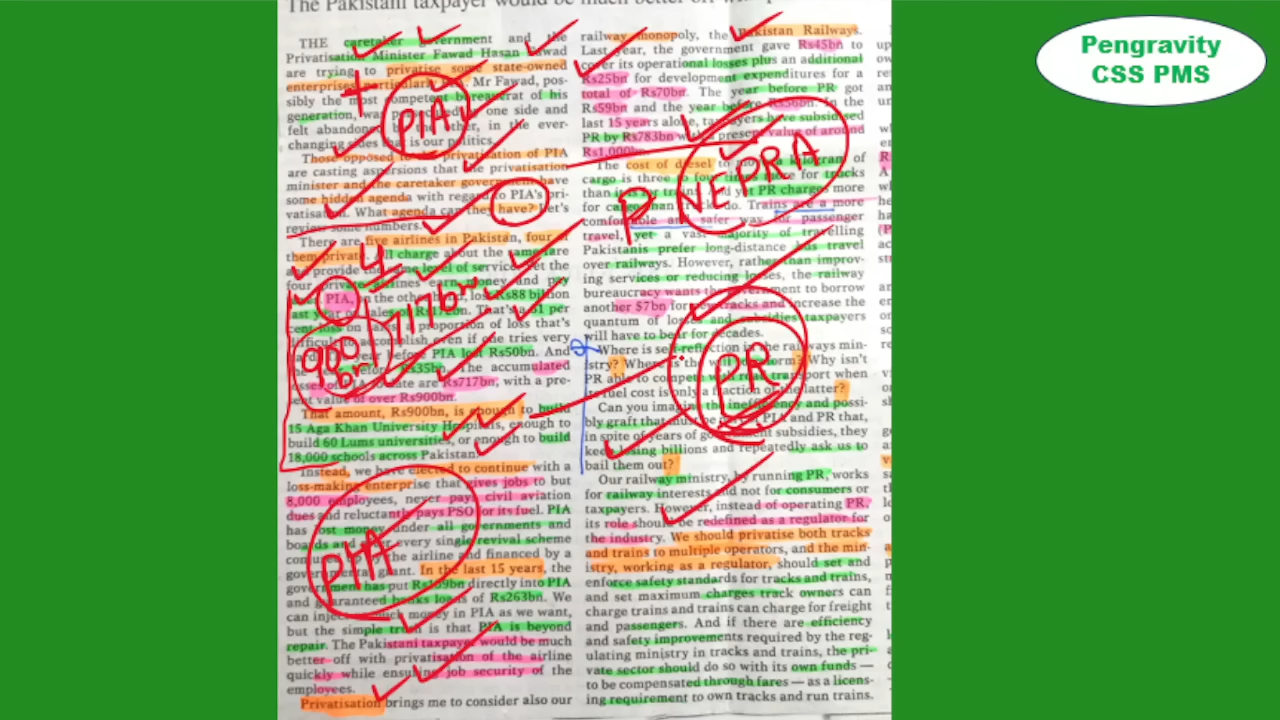 The Pakistani taxpayer would be much better off with p
THE caretaker government and the
Privatisation Minister Fawad Hasan Fawad
are trying to privatise some state-owned
enterprises particularly Mr Fawad, pos-
sibly the most competent bureaucrat of his
generation, was one side and
felt abandoned other, in the ever-
changing sides that is our politics.
Those opposed to privatisation of PIA
are casting aspersions that the privatisation
minister and the caretaker government have
some hidden agenda with regard to PIA's pri-
vatisation. What agenda can they have? Let's
review some numbers.
There are five airlines in Pakistan, four of
them private. All charge about the same fare
provide the same level of service. Yet the
four private airlines earn money and pay
PIA, on the other hand, lost Rs88 billion
last year on sales of Rs172bn. That's a 51 per
cent loss on sales, a proportion of loss that's
difficult to accomplish even if one tries very
hard. year before PIA lost Rs50bn. And
Rs35bn. The accumulated
losses of PIA to date are Rs717bn, with a pre-
sent value of over Rs900bn.
That amount, Rs900bn, is enough to build
15 Aga Khan University Hospitals, enough to
build 60 Lums universities, or enough to build
18,000 schools across Pakistan.
Instead, we have elected to continue with a
loss-making enterprise that gives jobs to but
8,000 employees, never pays civil aviation
dues and reluctantly pays PSO for its fuel. PIA
has lost money under all governments and
boards and every single revival scheme
the airline and financed by a
government grant. In the last 15 years, the
government has put Rs109bn directly into PIA
and guaranteed banks loans of Rs263bn. We
can inject much money in PIA as we want,
but the simple truth is that PIA is beyond
repair. The Pakistani taxpayer would be much
better off with privatisation of the airline
quickly while ensuring job security of the
employees.
Privatisation brings me to consider also our
railway monopoly, the Pakistan Railways.
Last year, the government gave Rs45bn to
cover its operational losses plus an additional
Rs25bn for development expenditures for a
total of Rs70bn. The year before PR got
Rs59bn and the year before Rs56bn. In the
last 15 years alone, taxpayers have subsidised
PR by Rs783bn with a present value of around
Rs1,000bn.
The cost of diesel to move a kilogram of
cargo is three to four times more for trucks
than it is for trains. And yet PR charges more
for cargo than trucks do. Trains are a more
comfortable and safer way for passenger
travel, yet a vast majority of travelling
Pakistanis prefer long-distance bus travel
over railways. However, rather than improv-
ing services or reducing losses, the railway
bureaucracy wants the government to borrow
another $7bn for new tracks and increase the
quantum of losses and subsidies taxpayers
will have to bear for decades.
Where is self-reflection in the railways min-
istry? Where is the will to reform? Why isn't
PR able to compete with road transport when
its fuel cost is only a fraction of the latter?
Can you imagine the inefficiency and possi-
bly graft that must be PIA and PR that,
in spite of years of government subsidies, they
keep losing billions and repeatedly ask us to
bail them out?
Our railway ministry, by running PR, works
for railway interests and not for consumers or
taxpayers. However, instead of operating PR,
its role should be redefined as a regulator for
the industry. We should privatise both tracks
and trains to multiple operators, and the min-
istry, working as a regulator, should set and
enforce safety standards for tracks and trains,
and set maximum charges track owners can
charge trains and trains can charge for freight
and passengers. And if there are efficiency
and safety improvements required by the reg-
ulating ministry in tracks and trains, the pri-
vate sector should do so with its own funds —
to be compensated through fares — as a licens-
ing requirement to own tracks and run trains.
PIA
NEPRA
P
717bn
900
bn
PR
PIA
Pengravity
CSS PMS